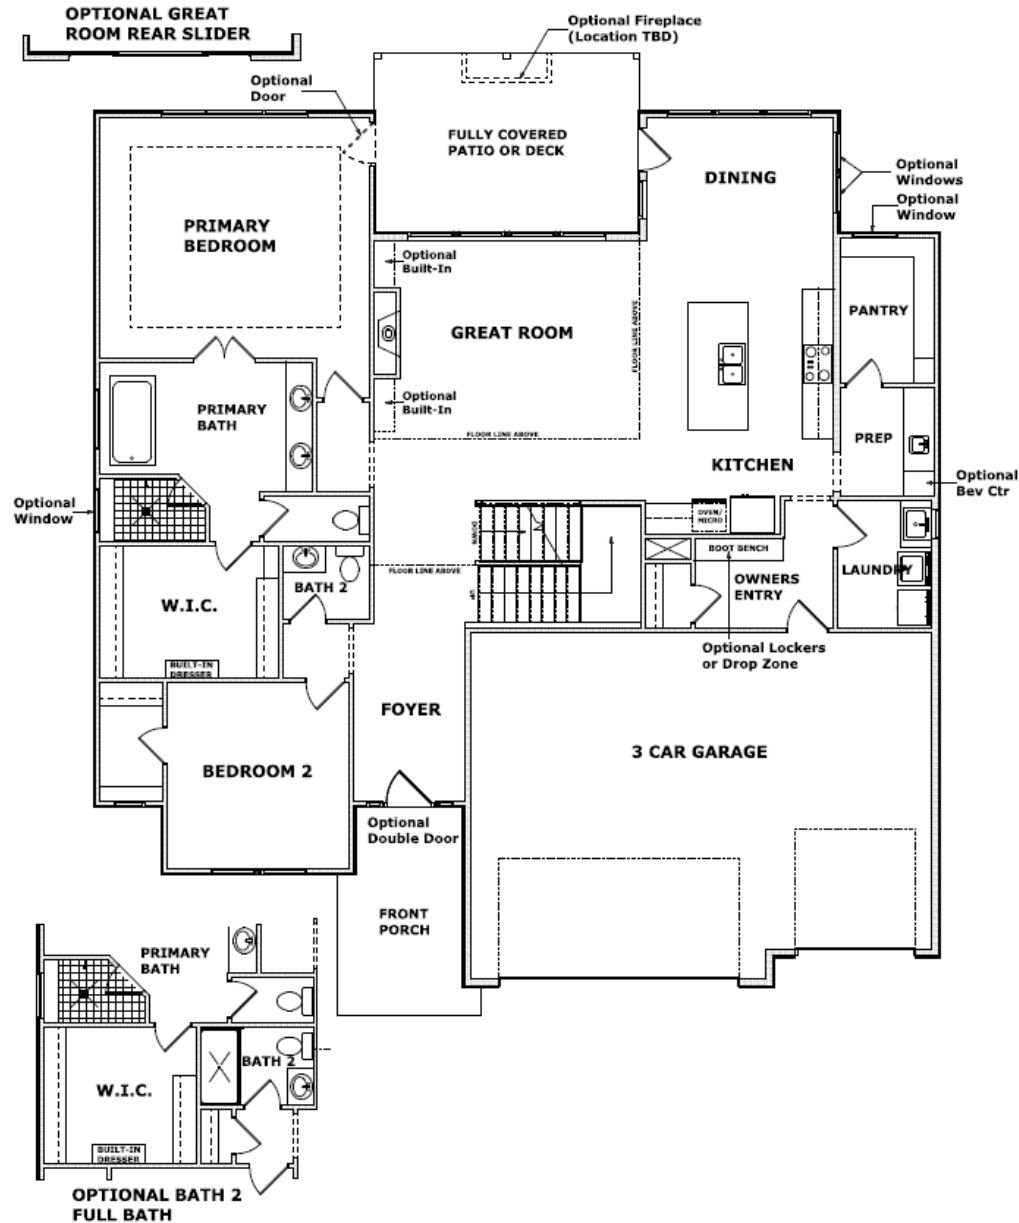 OPTIONAL GREAT
ROOM REAR SLIDER
Optional Fireplace
(Location TBD)
Optional
Door
FULLY COVERED
PATIO OR DECK
DINING
Optional
Windows
Optional
Window
PRIMARY
BEDROOM
Optional
Built-In
GREAT ROOM
FLOOR LINE ABOVE
PANTRY
Optional
Built-In
PRIMARY
BATH
FLOOR LINE ABOVE
PREP
KITCHEN
Optional
Bev Ctr
Optional
Window
OVEN/
MICRO
DOWN
BOOT BENCH
FLOOR LINE ABOVE
LAUNDRY
BATH 2
OWNERS
ENTRY
UP
W.I.C.
BUILT-IN
DRESSER
Optional Lockers
or Drop Zone
FOYER
3 CAR GARAGE
BEDROOM 2
Optional
Double Door
FRONT
PORCH
PRIMARY
BATH
BATH 2
W.I.C.
BUILT-IN
DRESSER
OPTIONAL BATH 2
FULL BATH